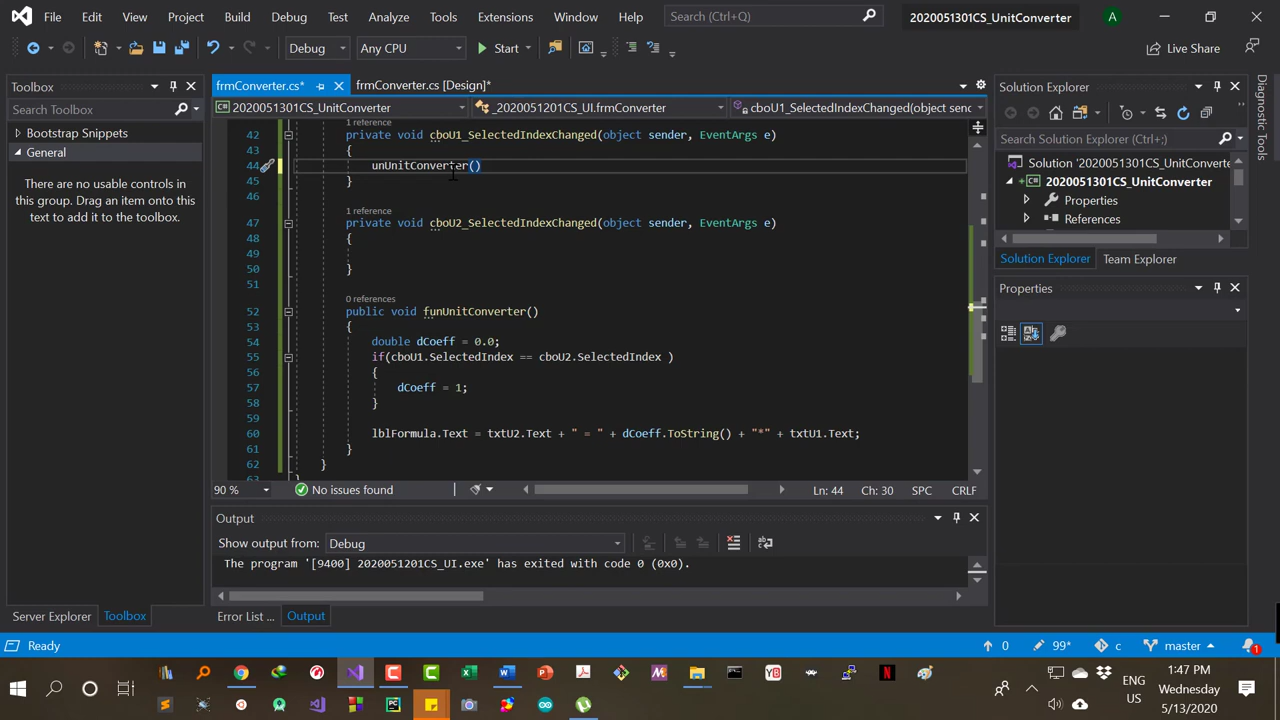 File Edit View Project Build Debug Test Analyze Tools Extensions Window Help Search (Ctrl+Q) 2020051301CS_UnitConverter A
Debug Any CPU Start Live Share
Toolbox
Search Toolbox
Bootstrap Snippets
General
There are no usable controls in
this group. Drag an item onto this
text to add it to the toolbox.
Server Explorer Toolbox
frmConverter.cs* frmConverter.cs [Design]*
2020051301CS_UnitConverter _2020051201CS_UI.frmConverter cboU1_SelectedIndexChanged(object senc
1 reference
42 private void cboU1_SelectedIndexChanged(object sender, EventArgs e)
43 {
44 unUnitConverter()
45 }
46
1 reference
47 private void cboU2_SelectedIndexChanged(object sender, EventArgs e)
48 {
49
50 }
51
0 references
52 public void funUnitConverter()
53 {
54 double dCoeff = 0.0;
55 if(cboU1.SelectedIndex == cboU2.SelectedIndex )
56 {
57 dCoeff = 1;
58 }
59
60 lblFormula.Text = txtU2.Text + " = " + dCoeff.ToString() + "*" + txtU1.Text;
61 }
62 }
63 }
90 % No issues found Ln: 44 Ch: 30 SPC CRLF
Output
Show output from: Debug
The program '[9400] 2020051201CS_UI.exe' has exited with code 0 (0x0).
Error List ... Output
Solution Explorer
Search Solution Explorer
Solution '2020051301CS_UnitConverte
2020051301CS_UnitConverter
Properties
References
Solution Explorer Team Explorer
Properties
Diagnostic Tools
Ready 0 99* c master 1
ENG
US
1:47 PM
Wednesday
5/13/2020